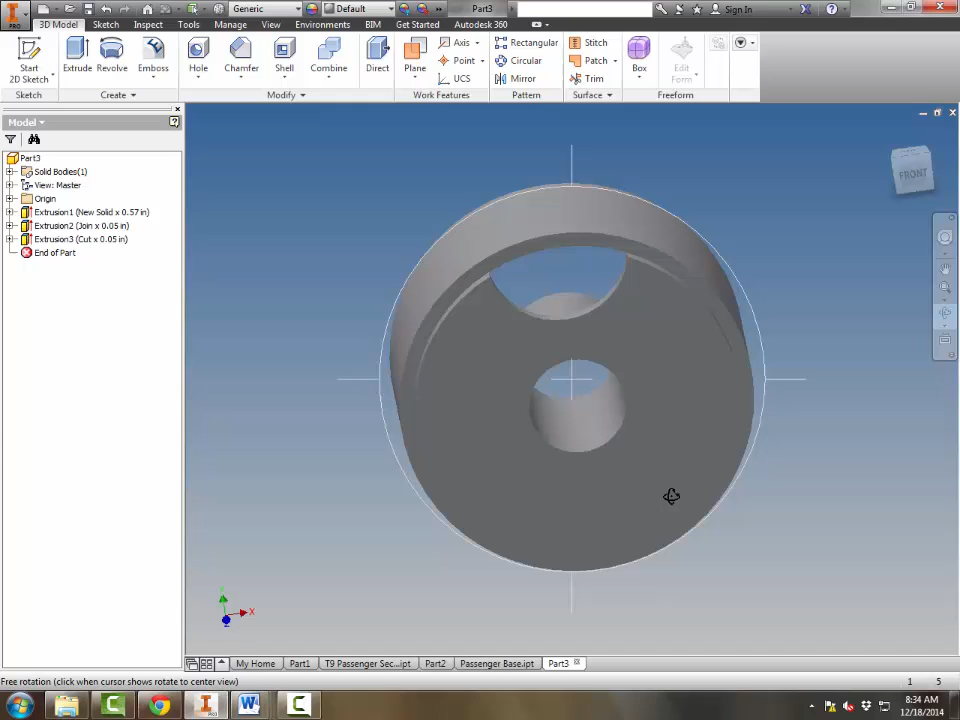 Generic
Default
Part3
Sign In
PRO
3D Model
Sketch
Inspect
Tools
Manage
View
Environments
BIM
Get Started
Autodesk 360
Start
2D Sketch
Extrude
Revolve
Emboss
Hole
Chamfer
Shell
Combine
Direct
Plane
Axis
Point
UCS
Rectangular
Circular
Mirror
Stitch
Patch
Trim
Box
Edit
Form
Sketch
Create
Modify
Work Features
Pattern
Surface
Freeform
Model
Part3
Solid Bodies(1)
View: Master
Origin
Extrusion1 (New Solid x 0.57 in)
Extrusion2 (Join x 0.05 in)
Extrusion3 (Cut x 0.05 in)
End of Part
FRONT
X
My Home
Part1
T9 Passenger Sec...ipt
Part2
Passenger Base.ipt
Part3
Free rotation (click when cursor shows rotate to center view)
1
5
8:34 AM
12/18/2014